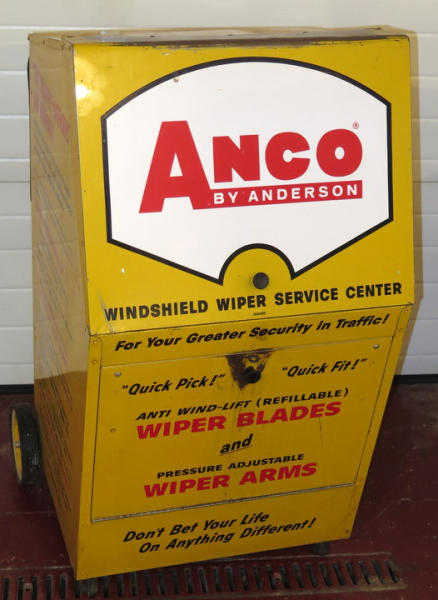 ANCO®
BY ANDERSON
WINDSHIELD WIPER SERVICE CENTER
For Your Greater Security in Traffic!
"Quick Pick!" "Quick Fit!"
ANTI WIND-LIFT (REFILLABLE)
WIPER BLADES
and
PRESSURE ADJUSTABLE
WIPER ARMS
Don't Bet Your Life
On Anything Different!